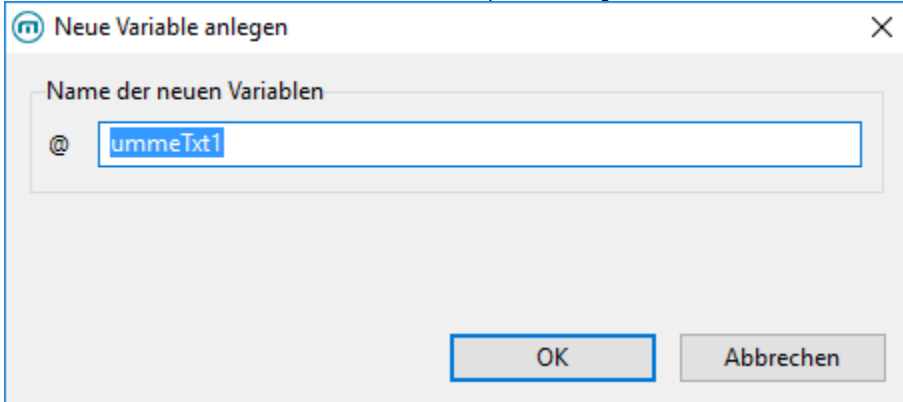 Neue Variable anlegen
Name der neuen Variablen
@ ummeTxt1
OK Abbrechen